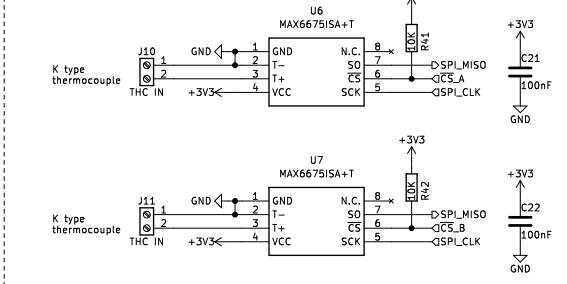 U6
MAX6675ISA+T
+3V3
J10
GND
1 GND N.C. 8
R41
10K
C21
K type
thermocouple
1
2 T- SO 7
SPI_MISO
2
3 T+ CS 6
CS_A
100nF
THC IN
+3V3
4 VCC SCK 5
SPI_CLK
GND
+3V3
U7
MAX6675ISA+T
+3V3
J11
GND
1 GND N.C. 8
R42
10K
C22
K type
thermocouple
1
2 T- SO 7
SPI_MISO
2
3 T+ CS 6
CS_B
100nF
THC IN
+3V3
4 VCC SCK 5
SPI_CLK
GND